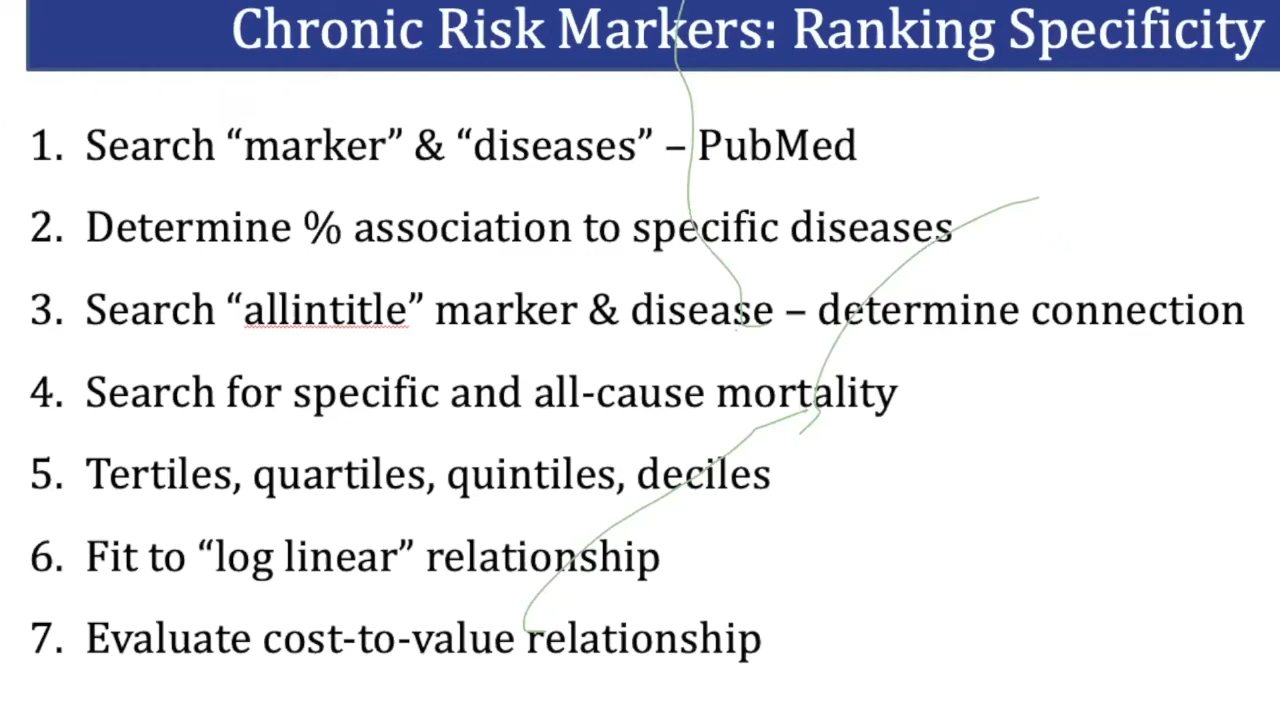 Chronic Risk Markers: Ranking Specificity
1. Search “marker” & “diseases” – PubMed
2. Determine % association to specific diseases
3. Search “allintitle” marker & disease – determine connection
4. Search for specific and all-cause mortality
5. Tertiles, quartiles, quintiles, deciles
6. Fit to “log linear” relationship
7. Evaluate cost-to-value relationship